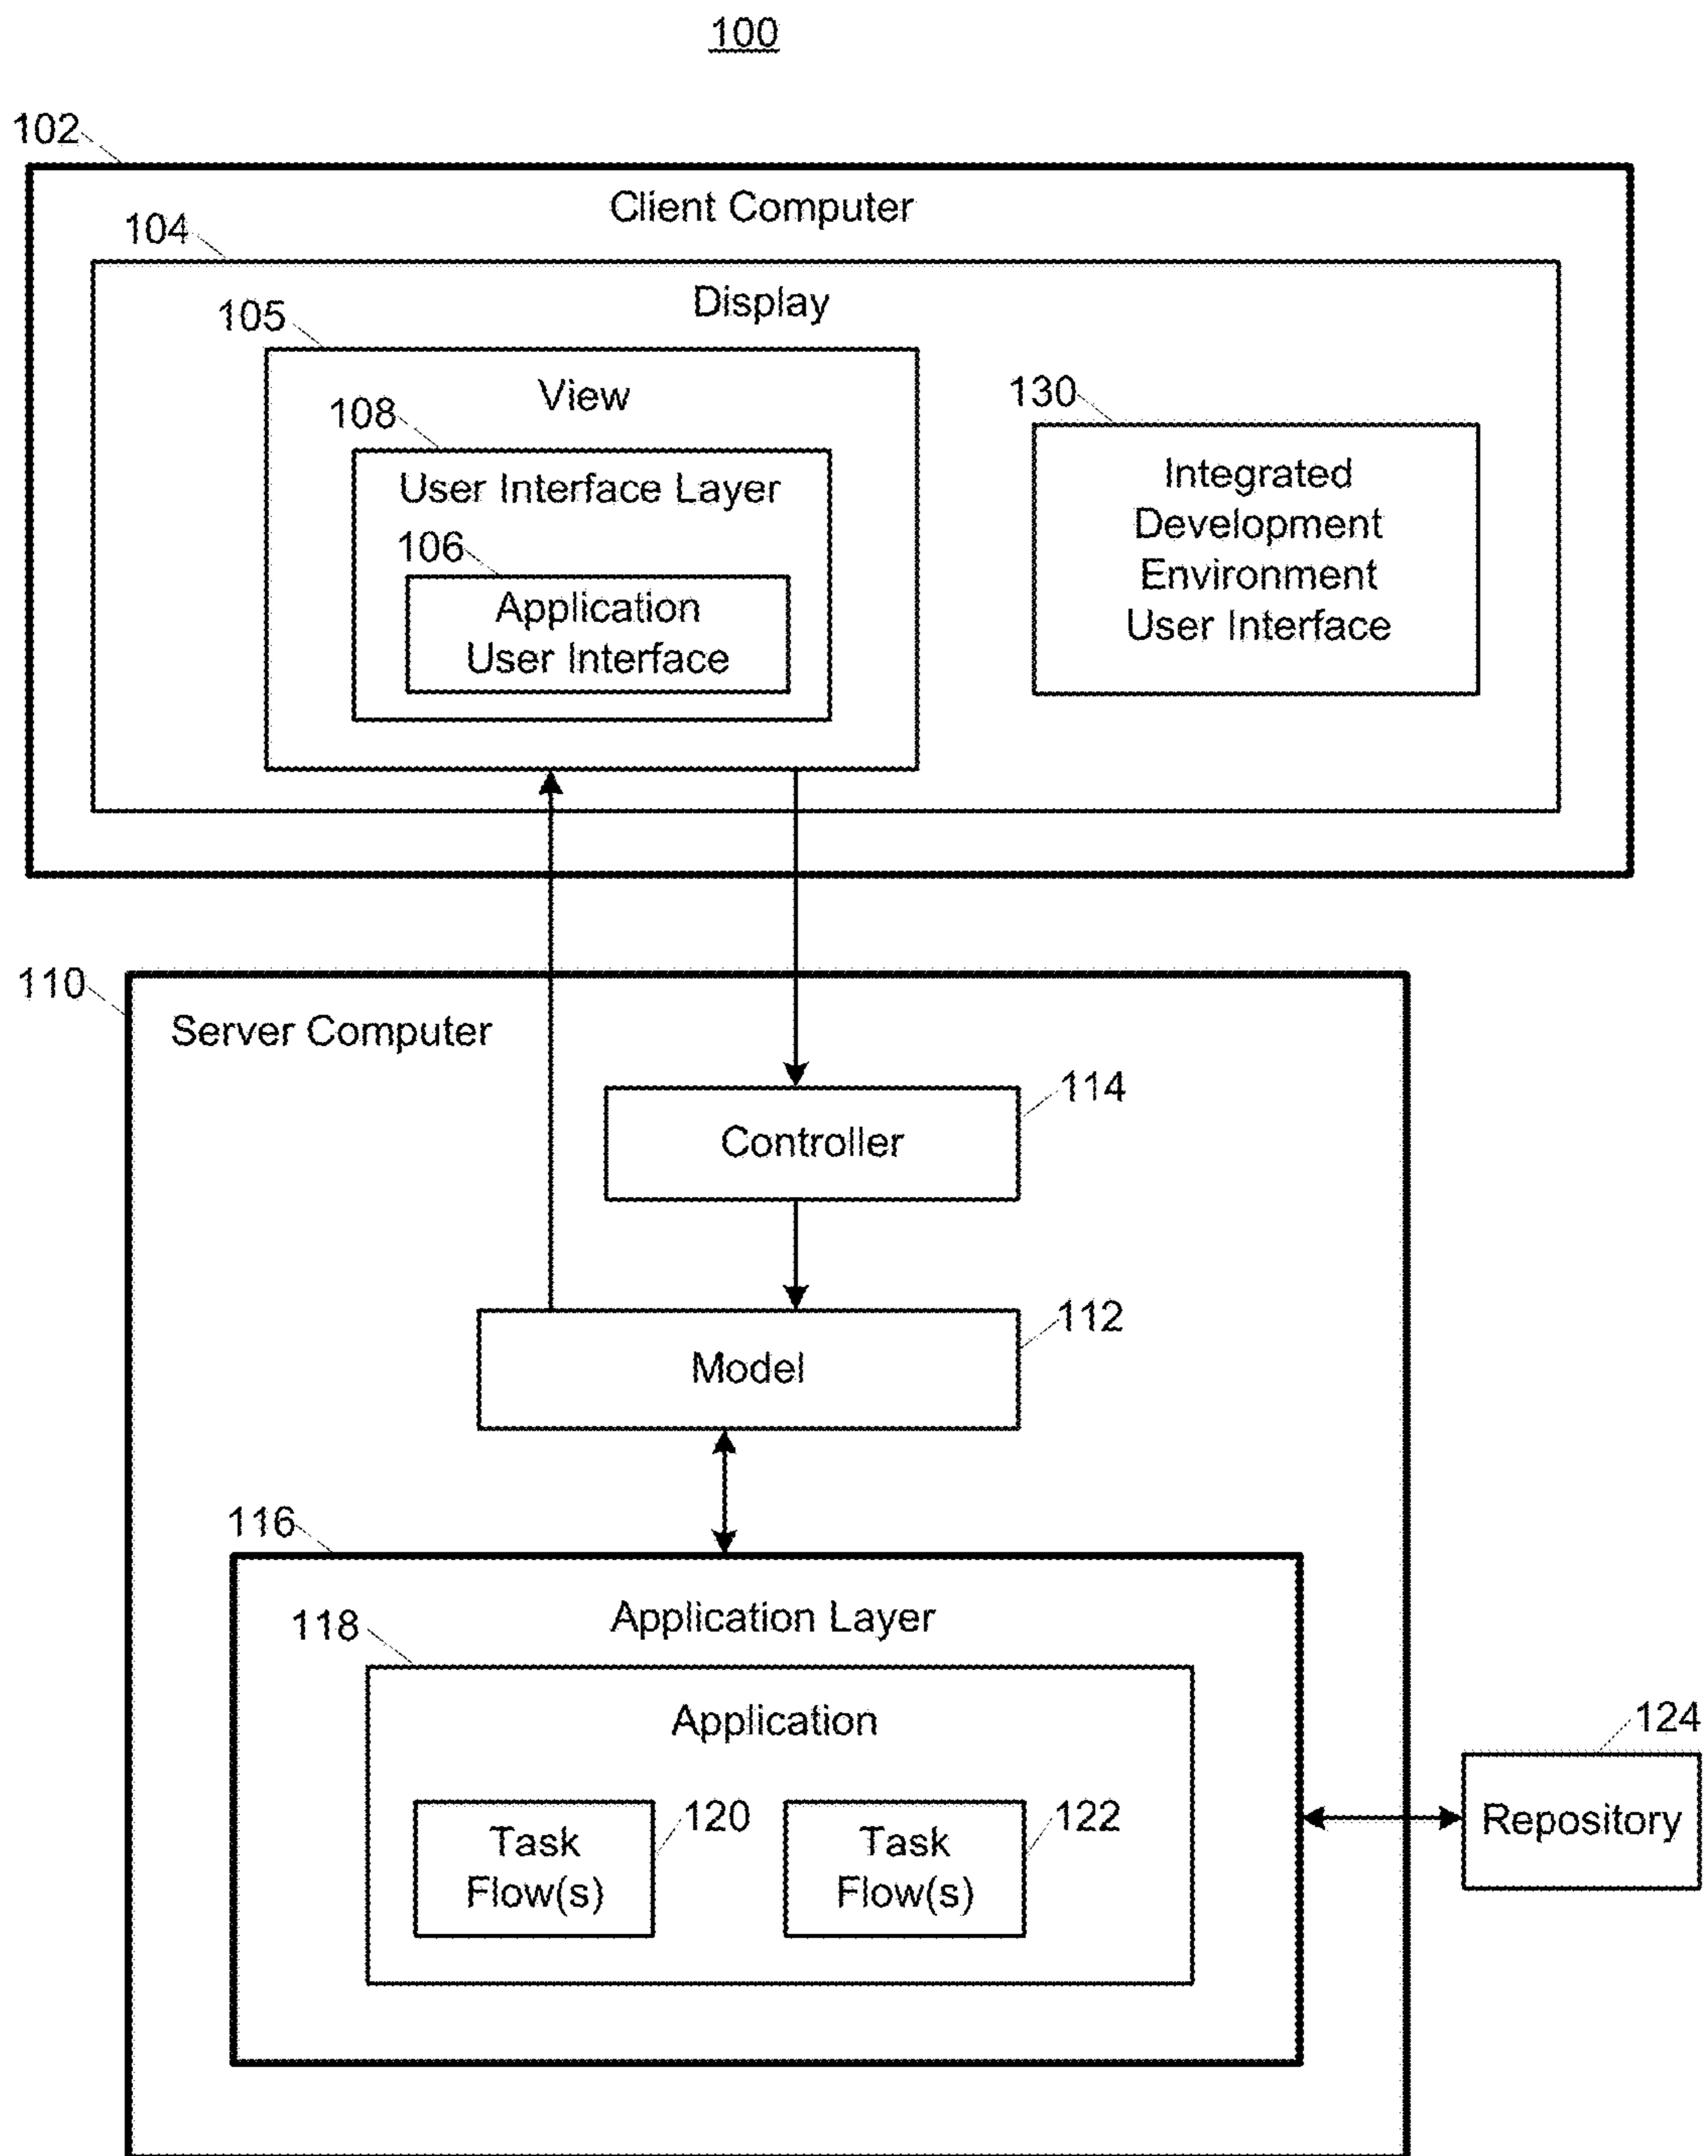 100
102
Client Computer
104
Display
105
View
108
User Interface Layer
106
Application
User Interface
130
Integrated
Development
Environment
User Interface
110
Server Computer
114
Controller
112
Model
116
Application Layer
118
Application
120
Task
Flow(s)
122
Task
Flow(s)
124
Repository